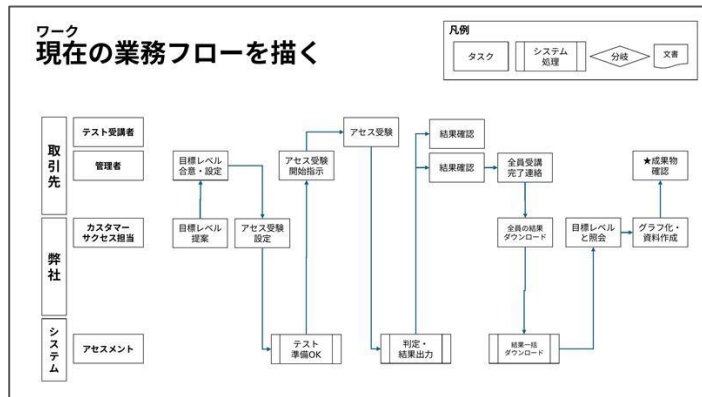 ワーク
現在の業務フローを描く
凡例
タスク
システム
処理
分岐
文書
取引先
テスト受講者
アセス受験
結果確認
管理者
目標レベル
合意・設定
アセス受験
開始指示
結果確認
全員受講
完了連絡
★成果物
確認
弊社
カスタマー
サクセス担当
目標レベル
提案
アセス受験
設定
全員の結果
ダウンロード
目標レベル
と照会
グラフ化・
資料作成
システム
アセスメント
テスト
準備OK
判定・
結果出力
結果一括
ダウンロード